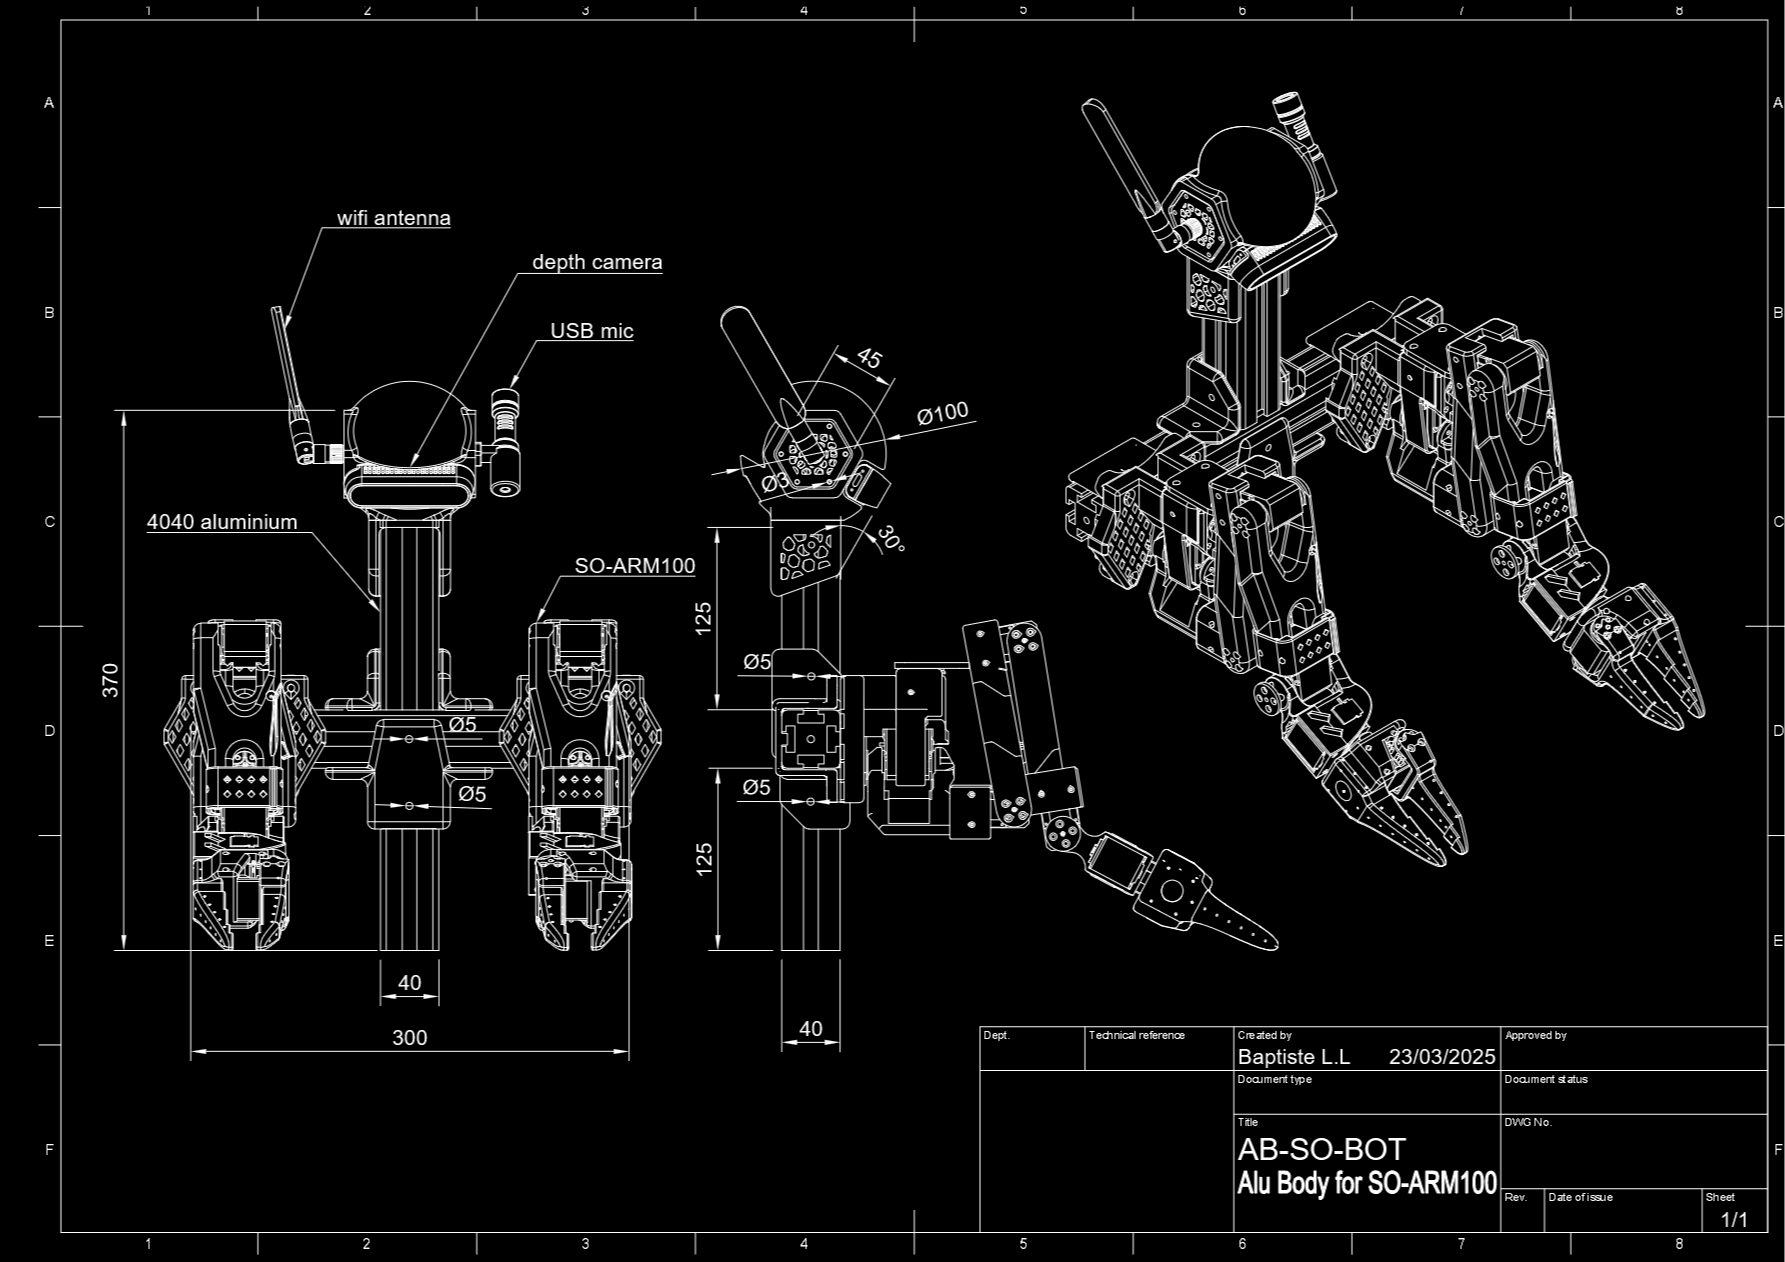 1 2 3 4 5 6 7 8
A A
B B
C C
D D
E E
F F
wifi antenna
depth camera
USB mic
4040 aluminium
SO-ARM100
370
Ø5
Ø5
40
300
45
Ø100
Ø3
30°
125
Ø5
Ø5
125
40
Dept.
Technical reference
Created by
Baptiste L.L 23/03/2025
Approved by
Document type
Document status
Title
AB-SO-BOT
Alu Body for SO-ARM100
DWG No.
Rev.
Date of issue
Sheet
1/1
1 2 3 4 5 6 7 8